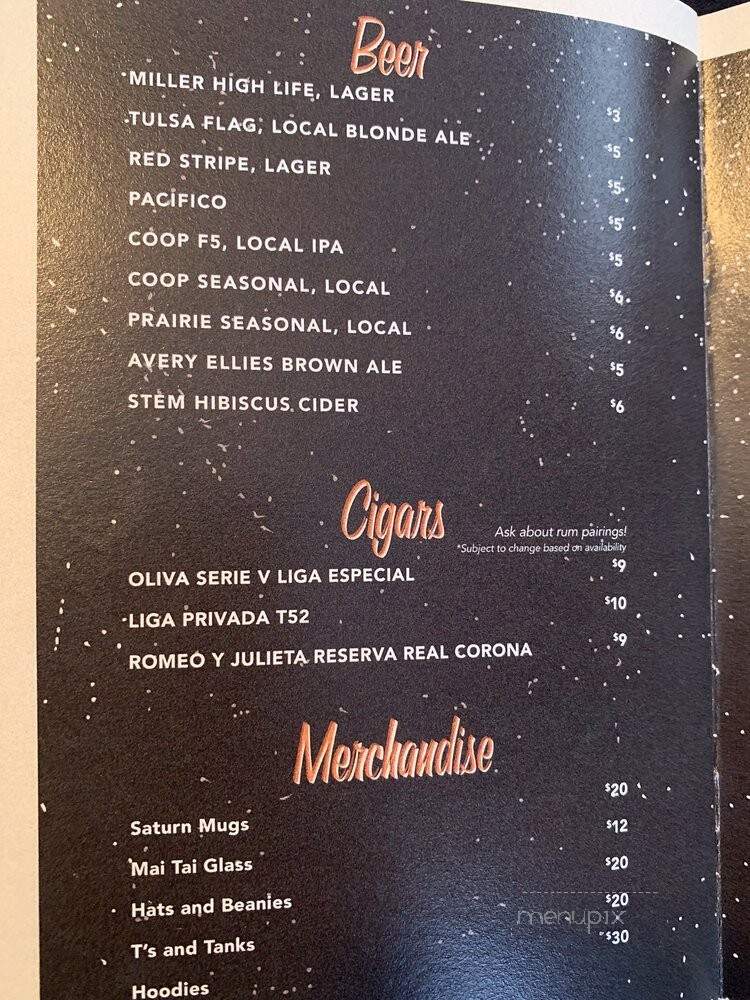 Beer
MILLER HIGH LIFE, LAGER $3
TULSA FLAG, LOCAL BLONDE ALE $5
RED STRIPE, LAGER $5
PACIFICO $5
COOP F5, LOCAL IPA $5
COOP SEASONAL, LOCAL $6
PRAIRIE SEASONAL, LOCAL $6
AVERY ELLIES BROWN ALE $5
STEM HIBISCUS CIDER $6
Cigars
Ask about rum pairings!
*Subject to change based on availability
OLIVA SERIE V LIGA ESPECIAL $9
LIGA PRIVADA T52 $10
ROMEO Y JULIETA RESERVA REAL CORONA $9
Merchandise
Saturn Mugs $20
Mai Tai Glass $12
Hats and Beanies $20
T's and Tanks $20
Hoodies $30
menupix